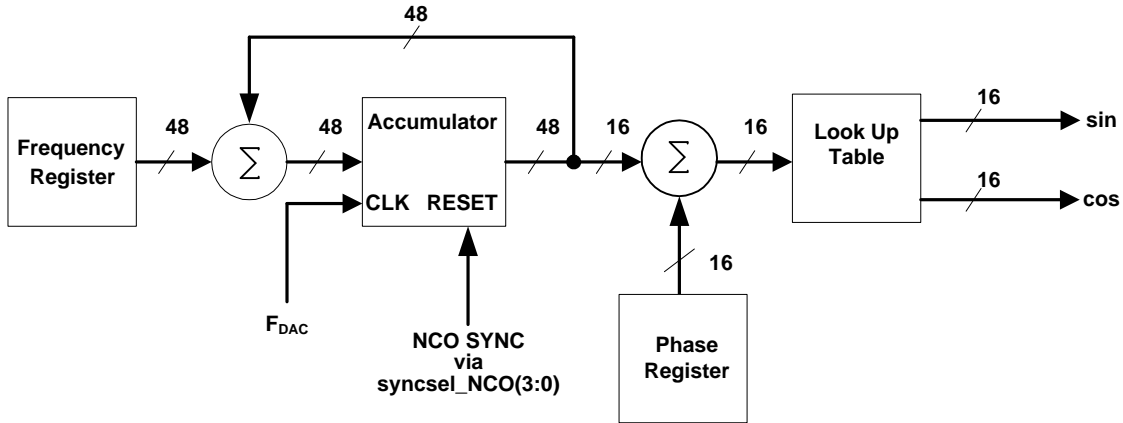 48
Frequency
Register
48
Σ
48
Accumulator
CLK RESET
48
16
Σ
16
Look Up
Table
16
sin
16
cos
F_DAC
NCO SYNC
via
syncsel_NCO(3:0)
16
Phase
Register